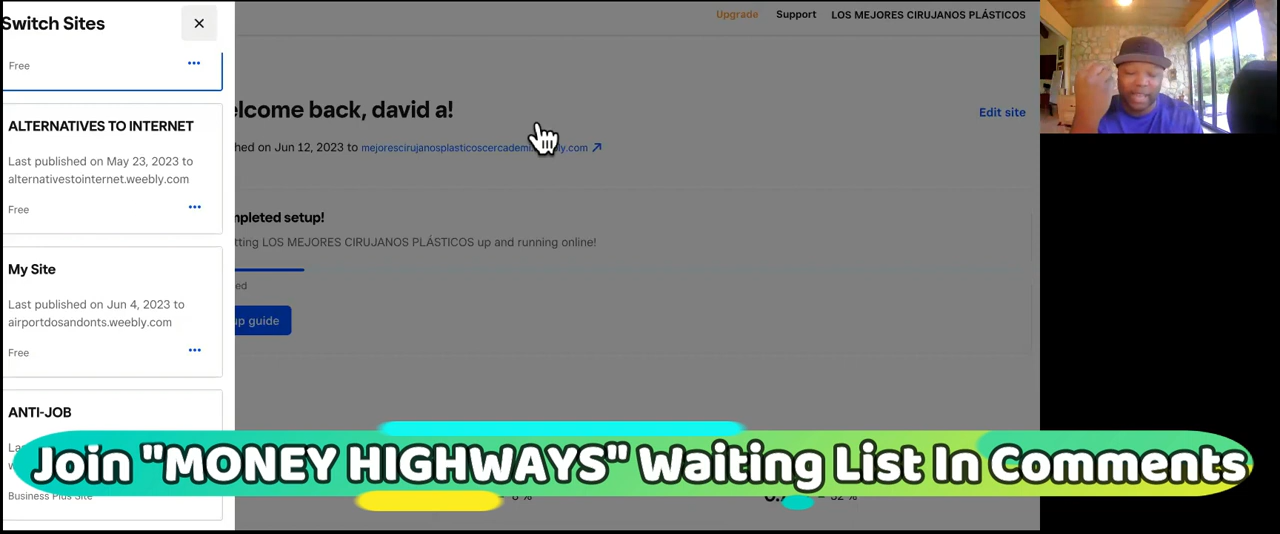 Switch Sites
Upgrade
Support
LOS MEJORES CIRUJANOS PLÁSTICOS
Free
elcome back, david a!
Edit site
hed on Jun 12, 2023 to
ALTERNATIVES TO INTERNET
Last published on May 23, 2023 to
alternativestointernet.weebly.com
Free
mpleted setup!
tting LOS MEJORES CIRUJANOS PLÁSTICOS up and running online!
ed
up guide
My Site
Last published on Jun 4, 2023 to
airportdosandonts.weebly.com
Free
ANTI-JOB
Join "MONEY HIGHWAYS" Waiting List In Comments
Business Plus Site